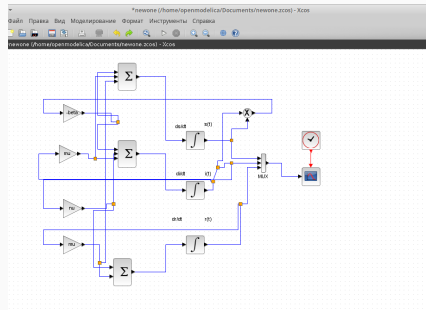 *newone (/home/openmodelica/Documents/newone.zcos) - Xcos
Файл Правка Вид Моделирование Формат Инструменты Справка
newone (/home/openmodelica/Documents/newone.zcos) - Xcos
Σ
-beta
ds/dt
s(t)
X
∫
mu
Σ
MUX
di/dt
i(t)
∫
nu
dr/dt
r(t)
mu
∫
Σ